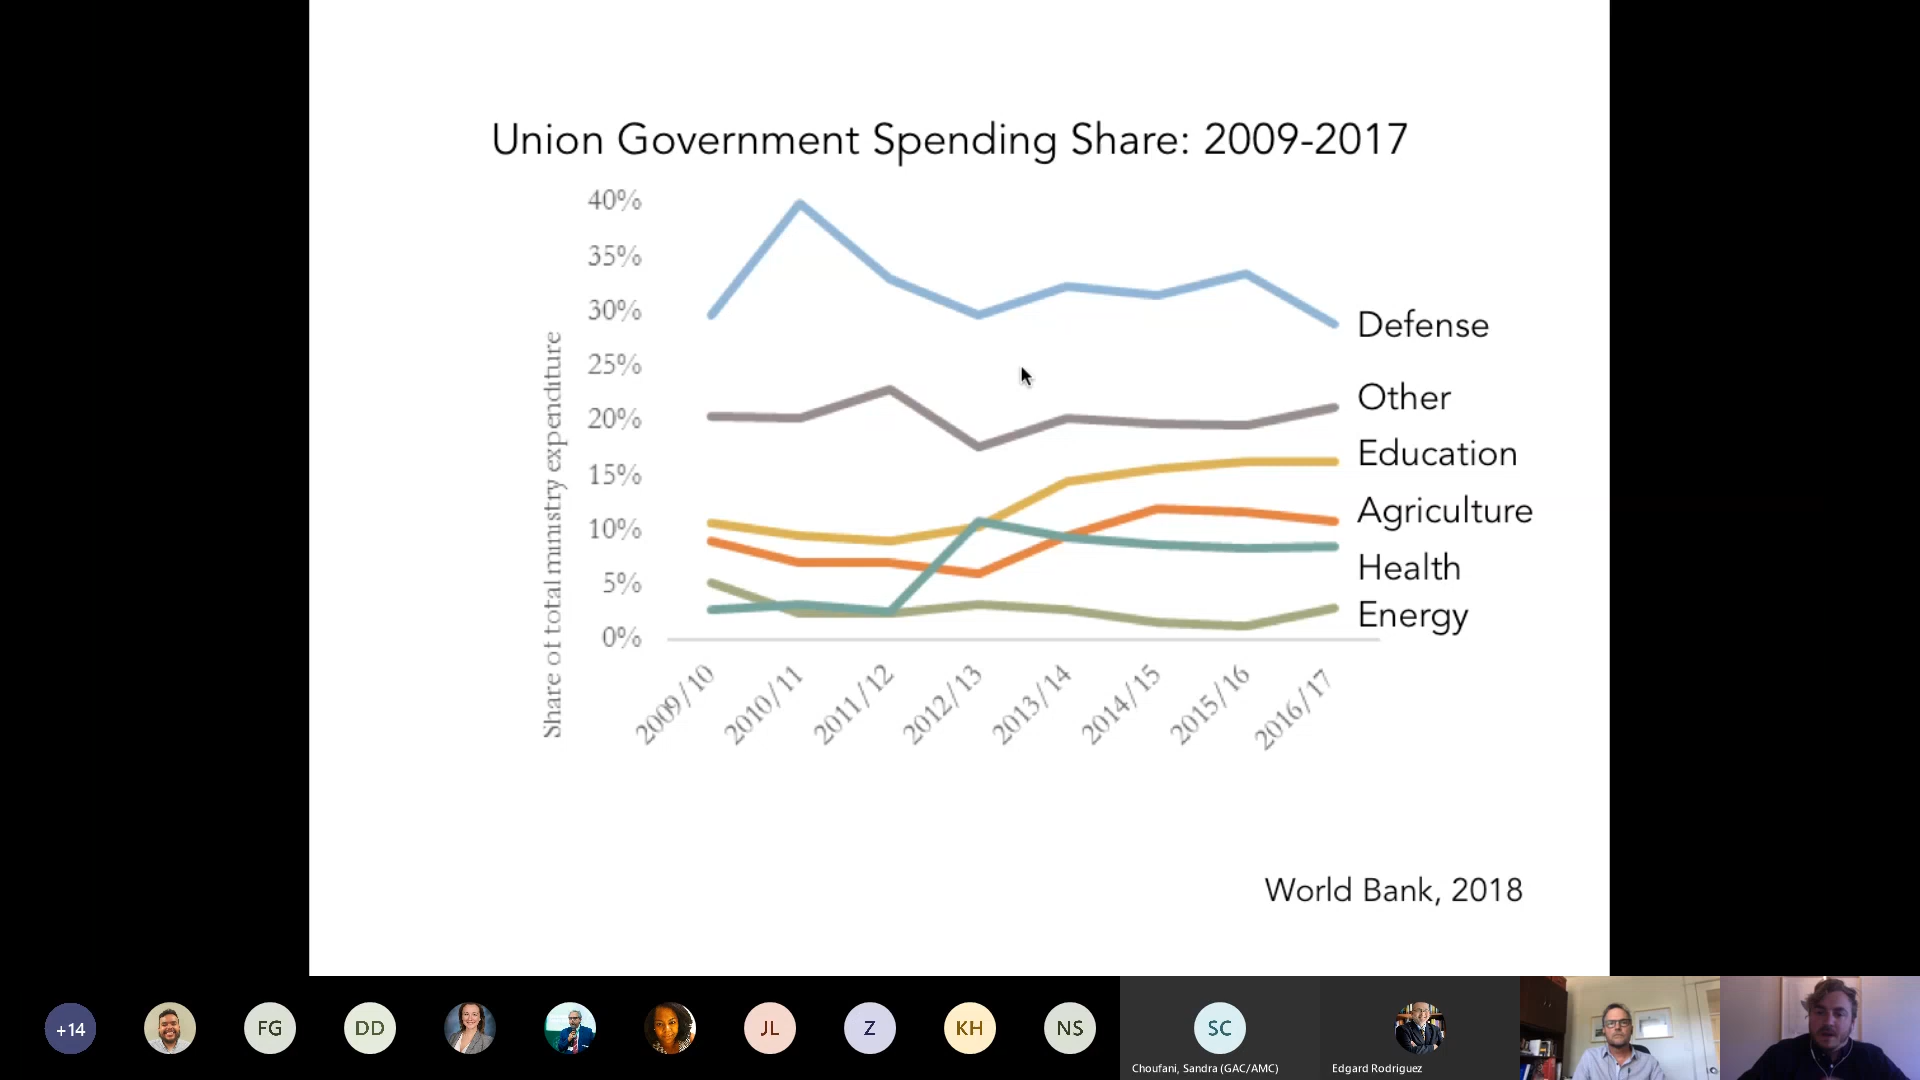 Union Government Spending Share: 2009-2017
40%
35%
30%
25%
20%
15%
10%
5%
0%
Share of total ministry expenditure
2009/10
2010/11
2011/12
2012/13
2013/14
2014/15
2015/16
2016/17
Defense
Other
Education
Agriculture
Health
Energy
World Bank, 2018
+14
FG
DD
JL
Z
KH
NS
SC
Choufani, Sandra (GAC/AMC)
Edgard Rodriguez